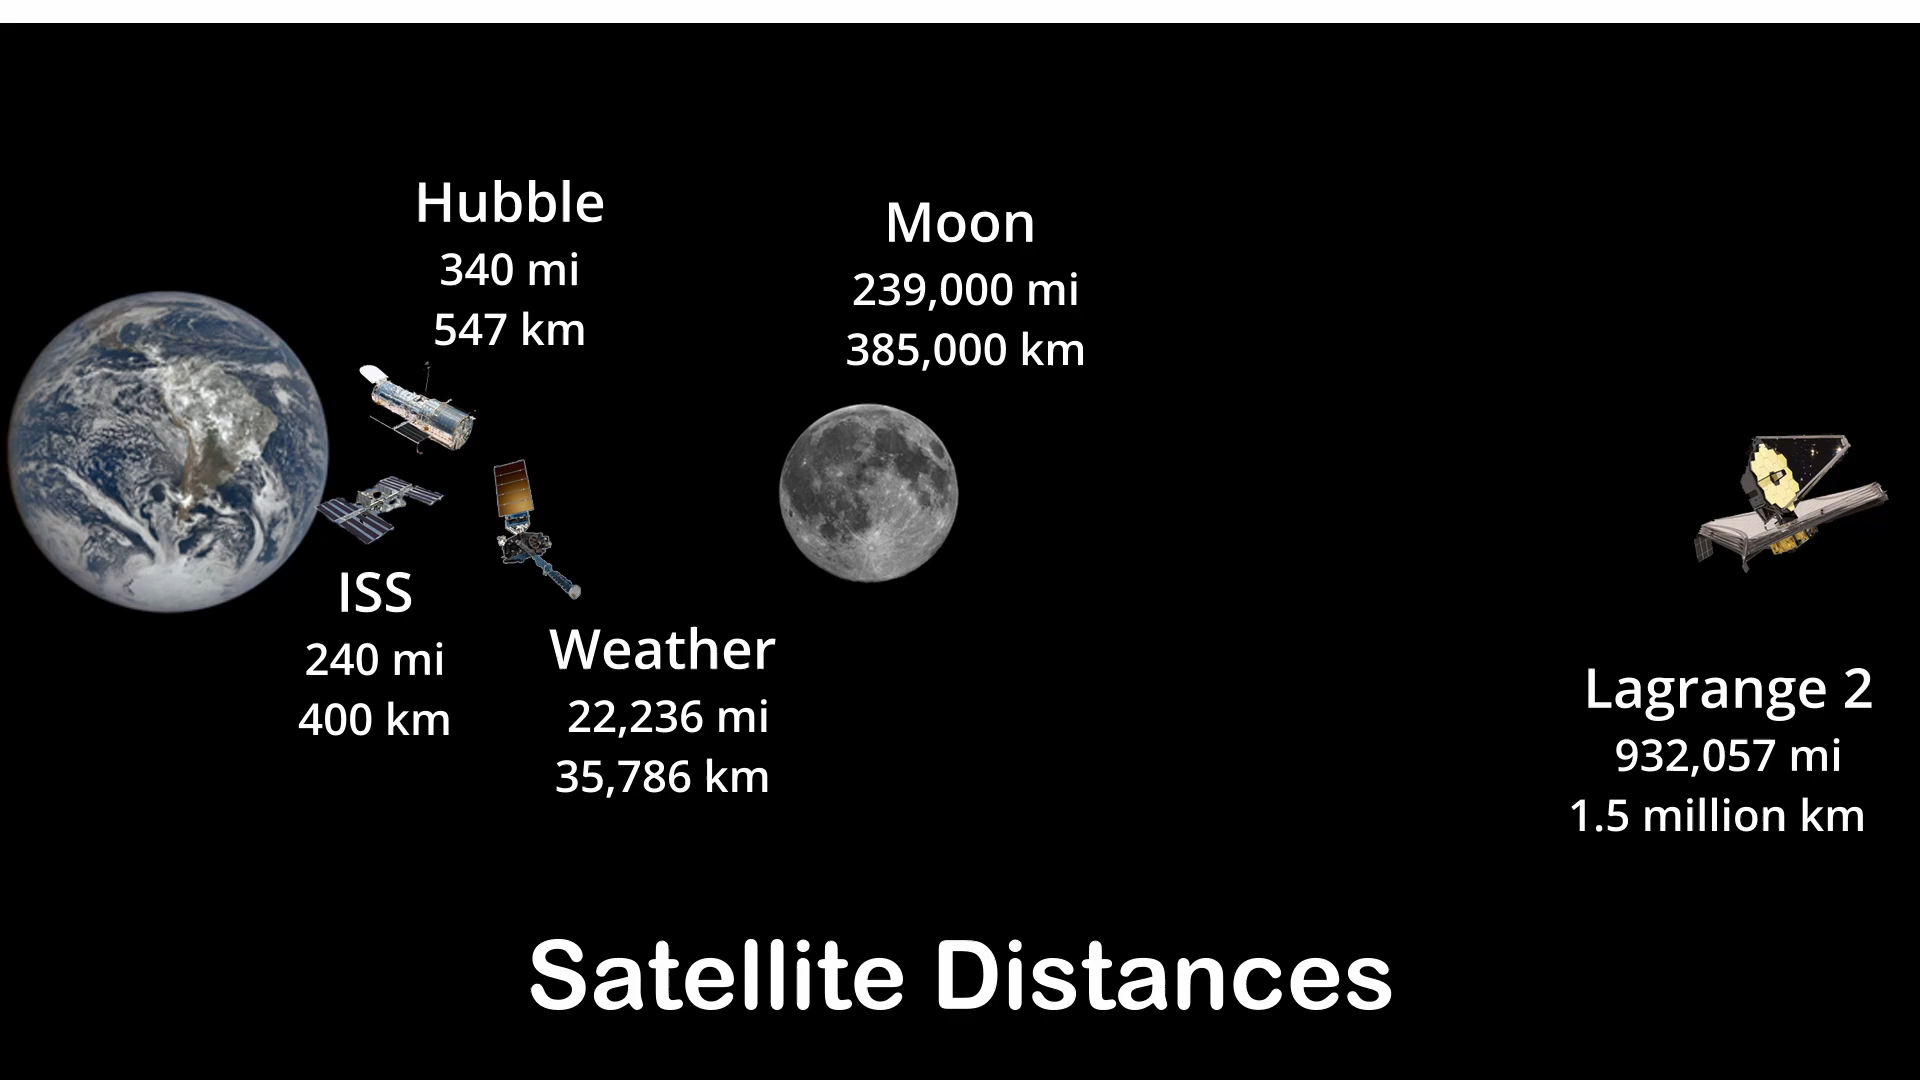 Hubble
340 mi
547 km
Moon
239,000 mi
385,000 km
ISS
240 mi
400 km
Weather
22,236 mi
35,786 km
Lagrange 2
932,057 mi
1.5 million km
Satellite Distances